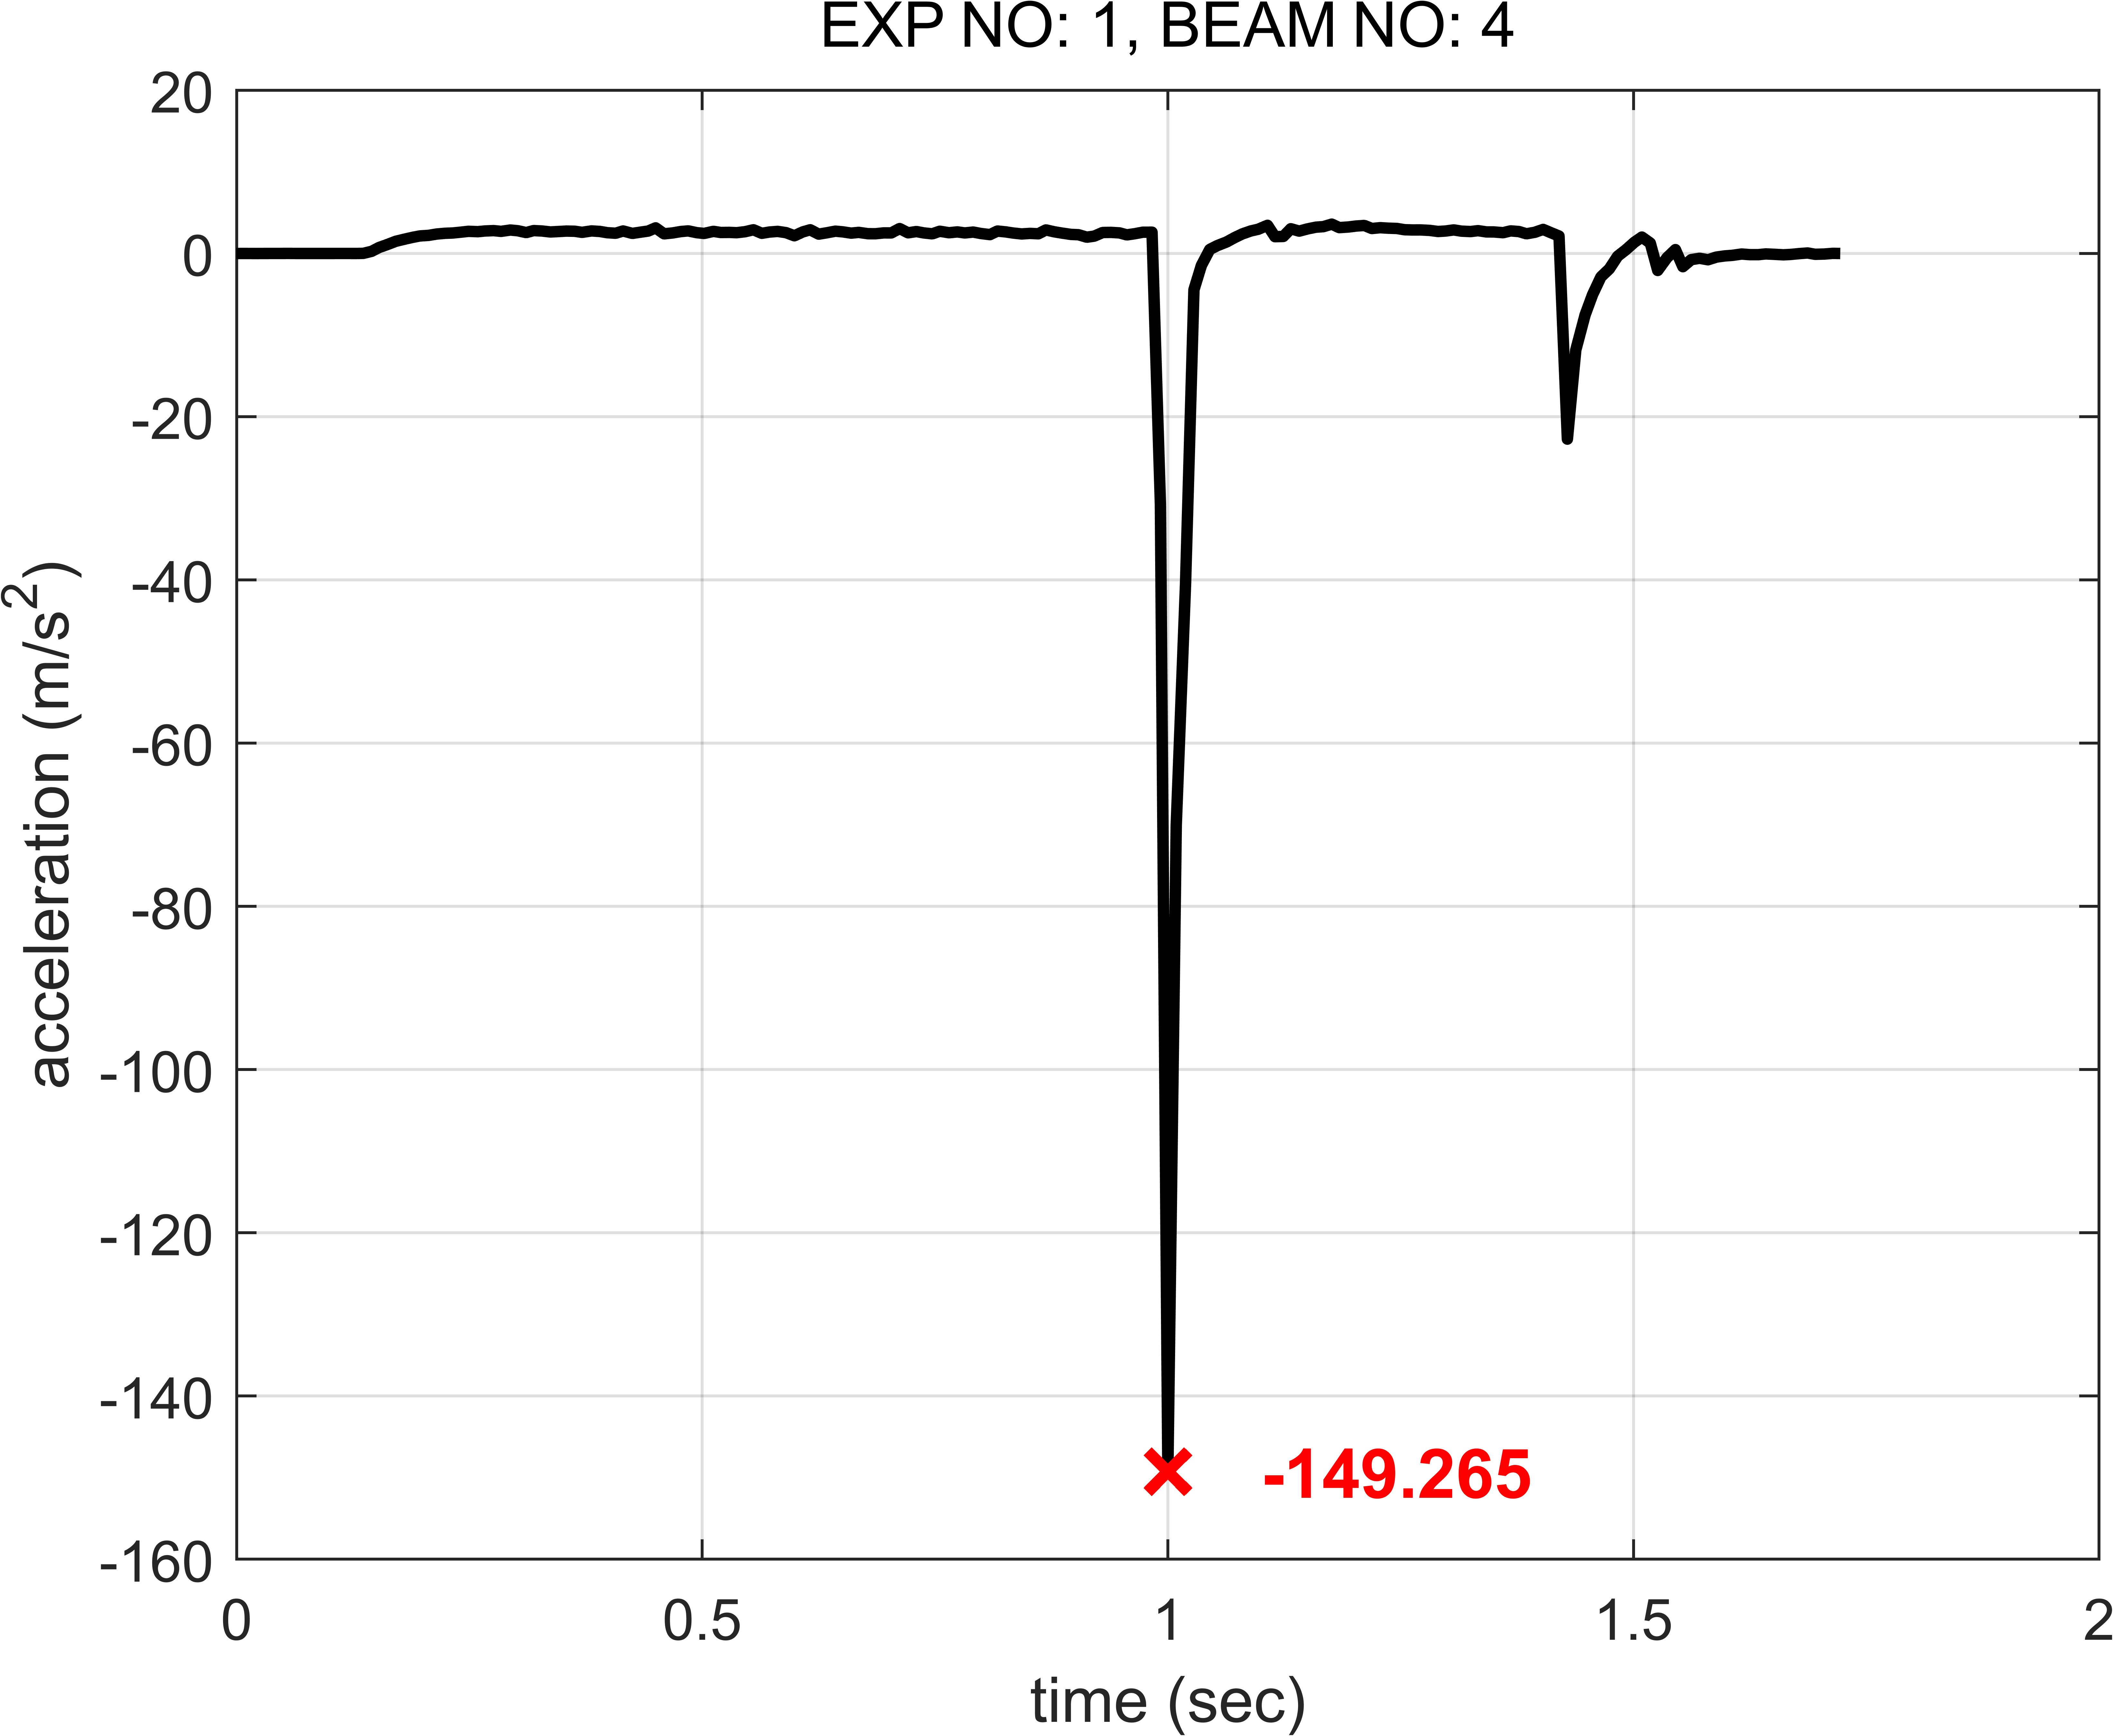 EXP NO: 1, BEAM NO: 4
acceleration (m/s²)
20
0
-20
-40
-60
-80
-100
-120
-140
-160
-149.265
0 0.5 1 1.5 2
time (sec)